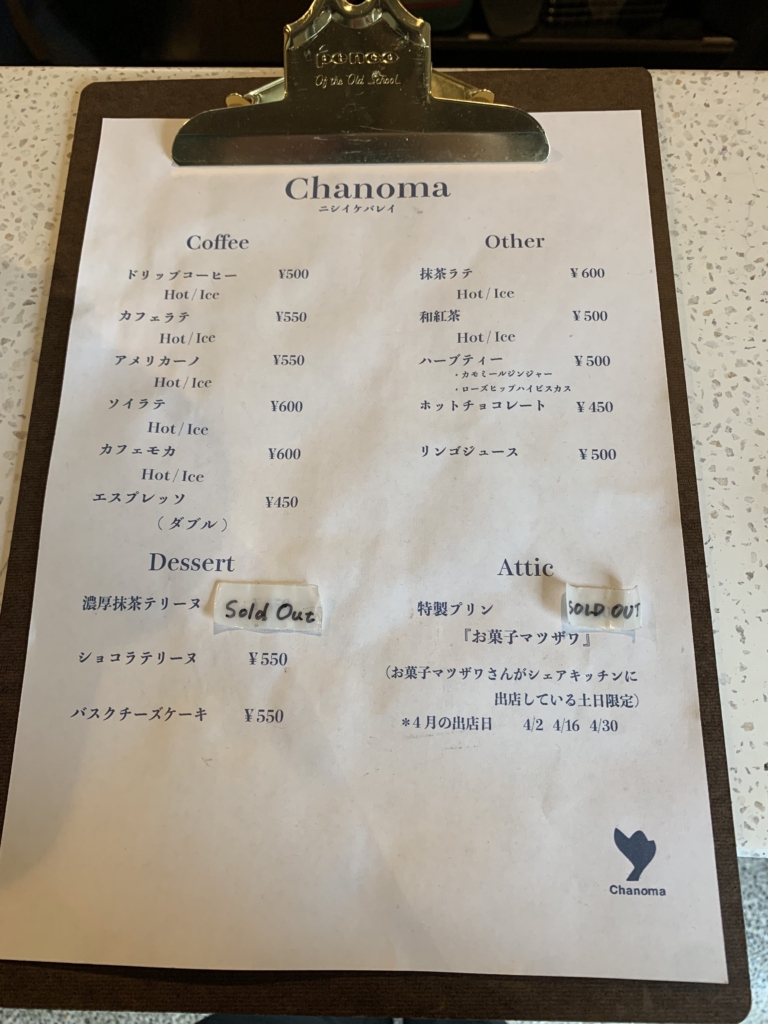 penco
Of the Old School.
Chanoma
ニシイケバレイ
Coffee
ドリップコーヒー ¥500
Hot / Ice
カフェラテ ¥550
Hot / Ice
アメリカーノ ¥550
Hot / Ice
ソイラテ ¥600
Hot / Ice
カフェモカ ¥600
Hot / Ice
エスプレッソ ¥450
（ダブル）
Other
抹茶ラテ ¥600
Hot / Ice
和紅茶 ¥500
Hot / Ice
ハーブティー ¥500
・カモミールジンジャー
・ローズヒップハイビスカス
ホットチョコレート ¥450
リンゴジュース ¥500
Dessert
濃厚抹茶テリーヌ Sold Out
ショコラテリーヌ ¥550
バスクチーズケーキ ¥550
Attic
特製プリン SOLD OUT
『お菓子マツザワ』
（お菓子マツザワさんがシェアキッチンに
出店している土日限定）
＊4月の出店日 4/2 4/16 4/30
Chanoma